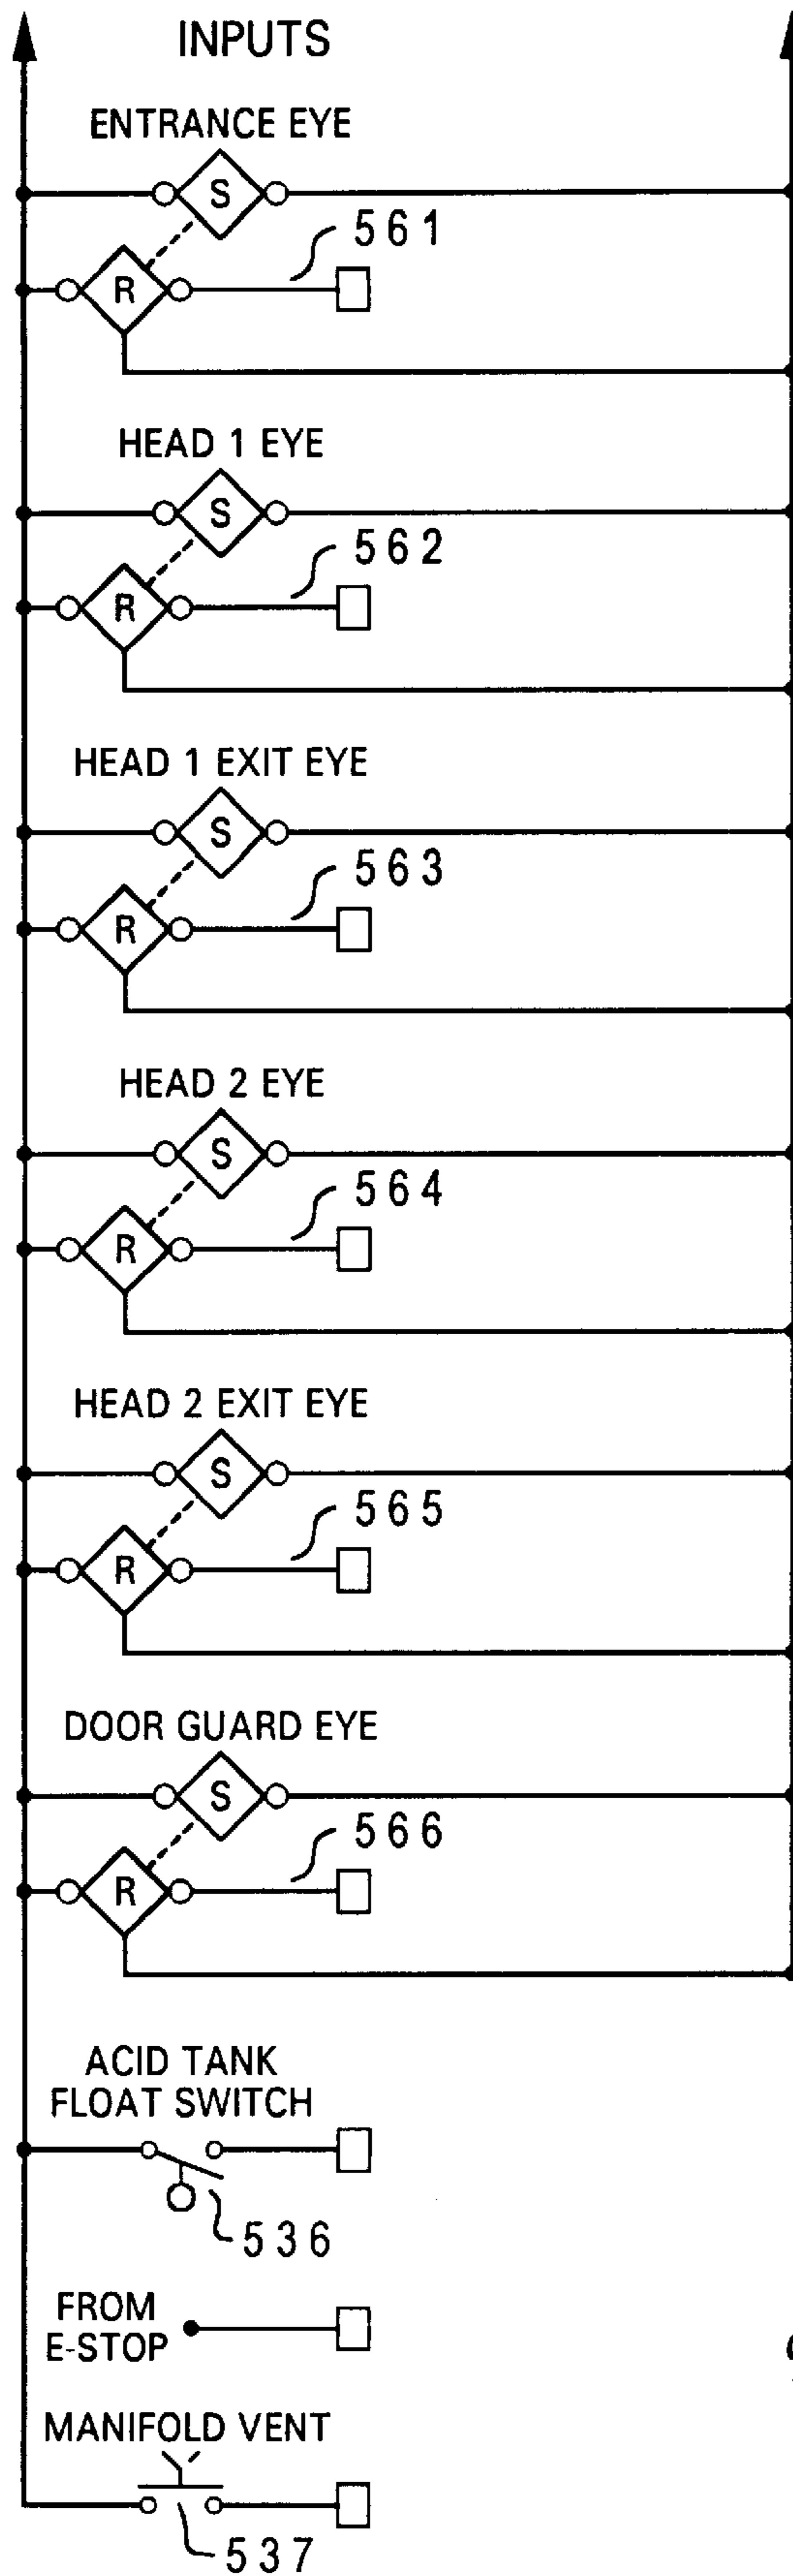 INPUTS
ENTRANCE EYE
S
561
R
HEAD 1 EYE
S
562
R
HEAD 1 EXIT EYE
S
563
R
HEAD 2 EYE
S
564
R
HEAD 2 EXIT EYE
S
565
R
DOOR GUARD EYE
S
566
R
ACID TANK
FLOAT SWITCH
536
FROM
E-STOP
MANIFOLD VENT
537